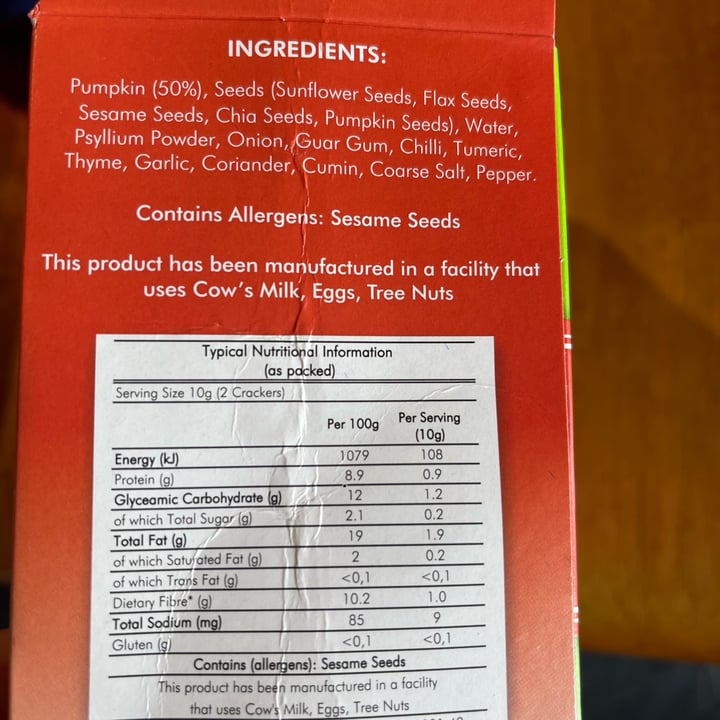 INGREDIENTS:
Pumpkin (50%), Seeds (Sunflower Seeds, Flax Seeds,
Sesame Seeds, Chia Seeds, Pumpkin Seeds), Water,
Psyllium Powder, Onion, Guar Gum, Chilli, Tumeric,
Thyme, Garlic, Coriander, Cumin, Coarse Salt, Pepper.
Contains Allergens: Sesame Seeds
This product has been manufactured in a facility that
uses Cow's Milk, Eggs, Tree Nuts
Typical Nutritional Information
(as packed)
Serving Size 10g (2 Crackers)
Per 100g Per Serving
(10g)
Energy (kJ) 1079 108
Protein (g) 8.9 0.9
Glyceamic Carbohydrate (g) 12 1.2
of which Total Sugar (g) 2.1 0.2
Total Fat (g) 19 1.9
of which Saturated Fat (g) 2 0.2
of which Trans Fat (g) <0,1 <0,1
Dietary Fibre* (g) 10.2 1.0
Total Sodium (mg) 85 9
Gluten (g) <0,1 <0,1
Contains (allergens): Sesame Seeds
This product has been manufactured in a facility
that uses Cow's Milk, Eggs, Tree Nuts